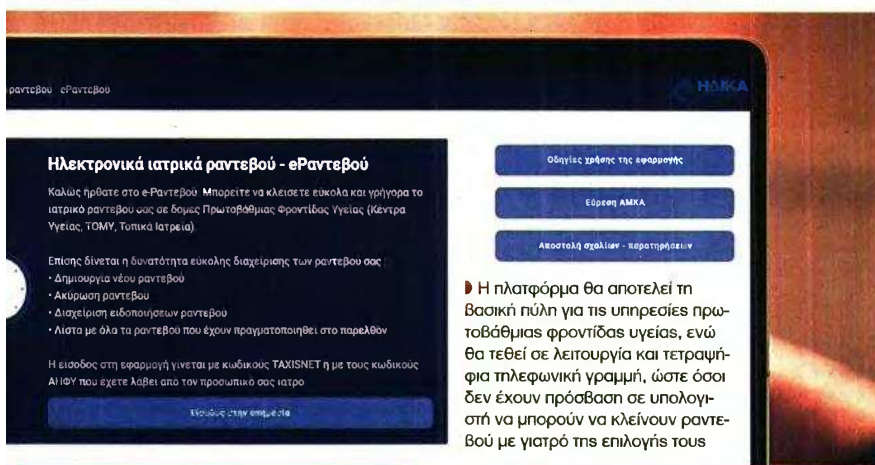 ραντεβού eΡαντεβού
ΗΔΙΚΑ
Ηλεκτρονικά ιατρικά ραντεβού - eΡαντεβού
Καλώς ήρθατε στο e-Ραντεβού. Μπορείτε να κλείσετε εύκολα και γρήγορα το
ιατρικό ραντεβού σας σε δομές Πρωτοβάθμιας Φροντίδας Υγείας (Κέντρα
Υγείας, ΤΟΜΥ, Τοπικά Ιατρεία).
Επίσης δίνεται η δυνατότητα εύκολης διαχείρισης των ραντεβού σας
• Δημιουργία νέου ραντεβού
• Ακύρωση ραντεβού
• Διαχείριση ειδοποιήσεων ραντεβού
• Λίστα με όλα τα ραντεβού που έχουν πραγματοποιηθεί στο παρελθόν
Η είσοδος στη εφαρμογή γίνεται με κωδικούς TAXISNET η με τους κωδικούς
ΑΠΦΥ που έχετε λάβει από τον προσωπικό σας ιατρο
Είσοδος στην υπηρεσία
Οδηγίες χρήσης της εφαρμογής
Εύρεση ΑΜΚΑ
Αποστολή σχολίων - παρατηρήσεων
Η πλατφόρμα θα αποτελεί τη
βασική πύλη για τις υπηρεσίες πρω-
τοβάθμιας φροντίδας υγείας, ενώ
θα τεθεί σε λειτουργία και τετραψή-
φια τηλεφωνική γραμμή, ώστε όσοι
δεν έχουν πρόσβαση σε υπολογι-
στή να μπορούν να κλείνουν ραντε-
βού με γιατρό της επιλογής τους